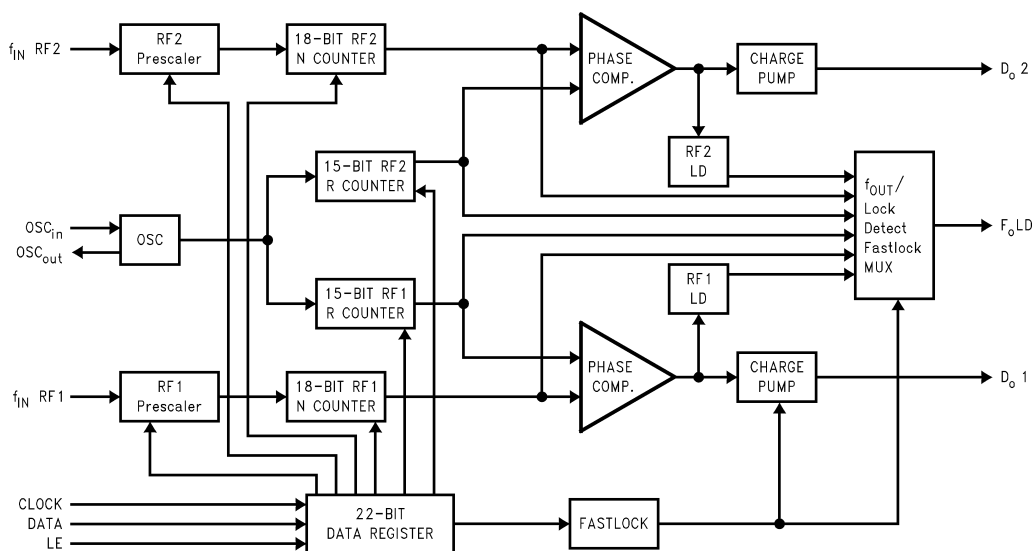 f_IN RF2
RF2
Prescaler
18-BIT RF2
N COUNTER
PHASE
COMP.
CHARGE
PUMP
D_o 2
RF2
LD
15-BIT RF2
R COUNTER
OSC_in
OSC_out
OSC
f_OUT/
Lock
Detect
Fastlock
MUX
F_oLD
15-BIT RF1
R COUNTER
RF1
LD
f_IN RF1
RF1
Prescaler
18-BIT RF1
N COUNTER
PHASE
COMP.
CHARGE
PUMP
D_o 1
CLOCK
DATA
LE
22-BIT
DATA REGISTER
FASTLOCK